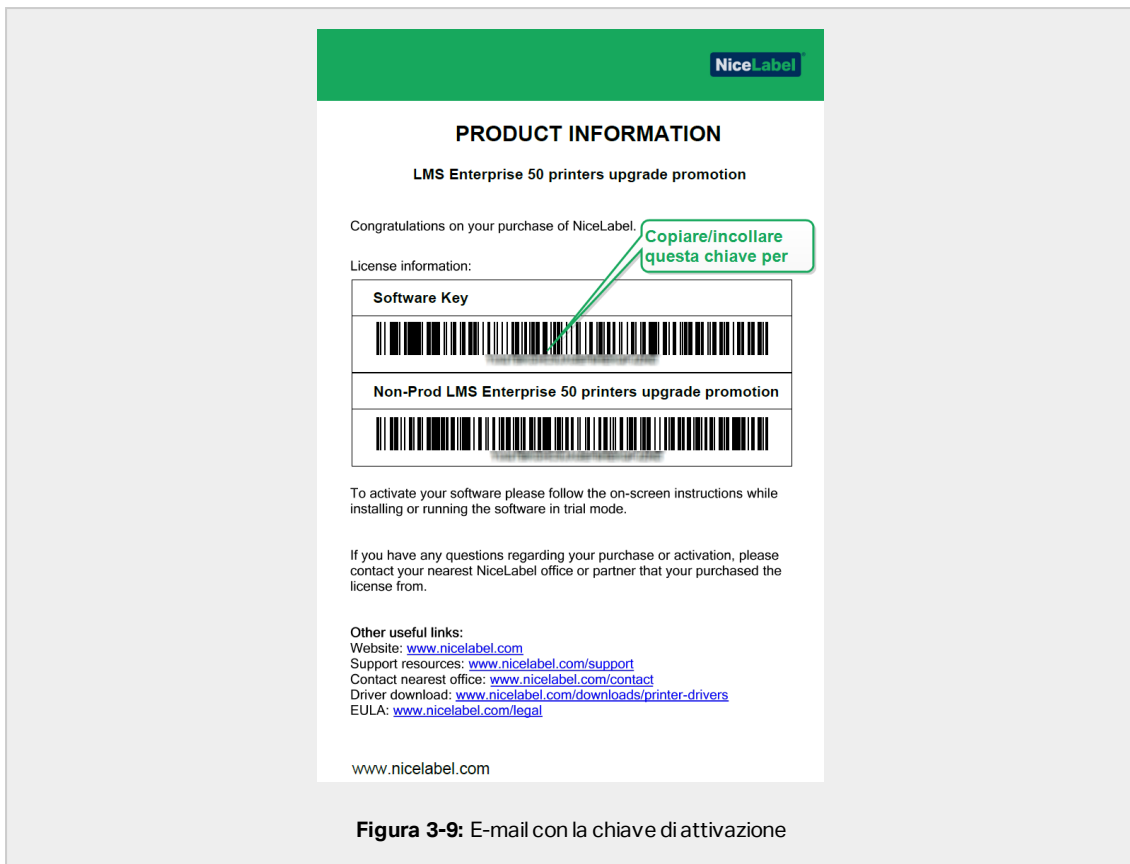 NiceLabel
PRODUCT INFORMATION
LMS Enterprise 50 printers upgrade promotion
Congratulations on your purchase of NiceLabel.
Copiare/incollare
questa chiave per
License information:
Software Key
Non-Prod LMS Enterprise 50 printers upgrade promotion
To activate your software please follow the on-screen instructions while
installing or running the software in trial mode.
If you have any questions regarding your purchase or activation, please
contact your nearest NiceLabel office or partner that your purchased the
license from.
Other useful links:
Website: www.nicelabel.com
Support resources: www.nicelabel.com/support
Contact nearest office: www.nicelabel.com/contact
Driver download: www.nicelabel.com/downloads/printer-drivers
EULA: www.nicelabel.com/legal
www.nicelabel.com
Figura 3-9: E-mail con la chiave di attivazione